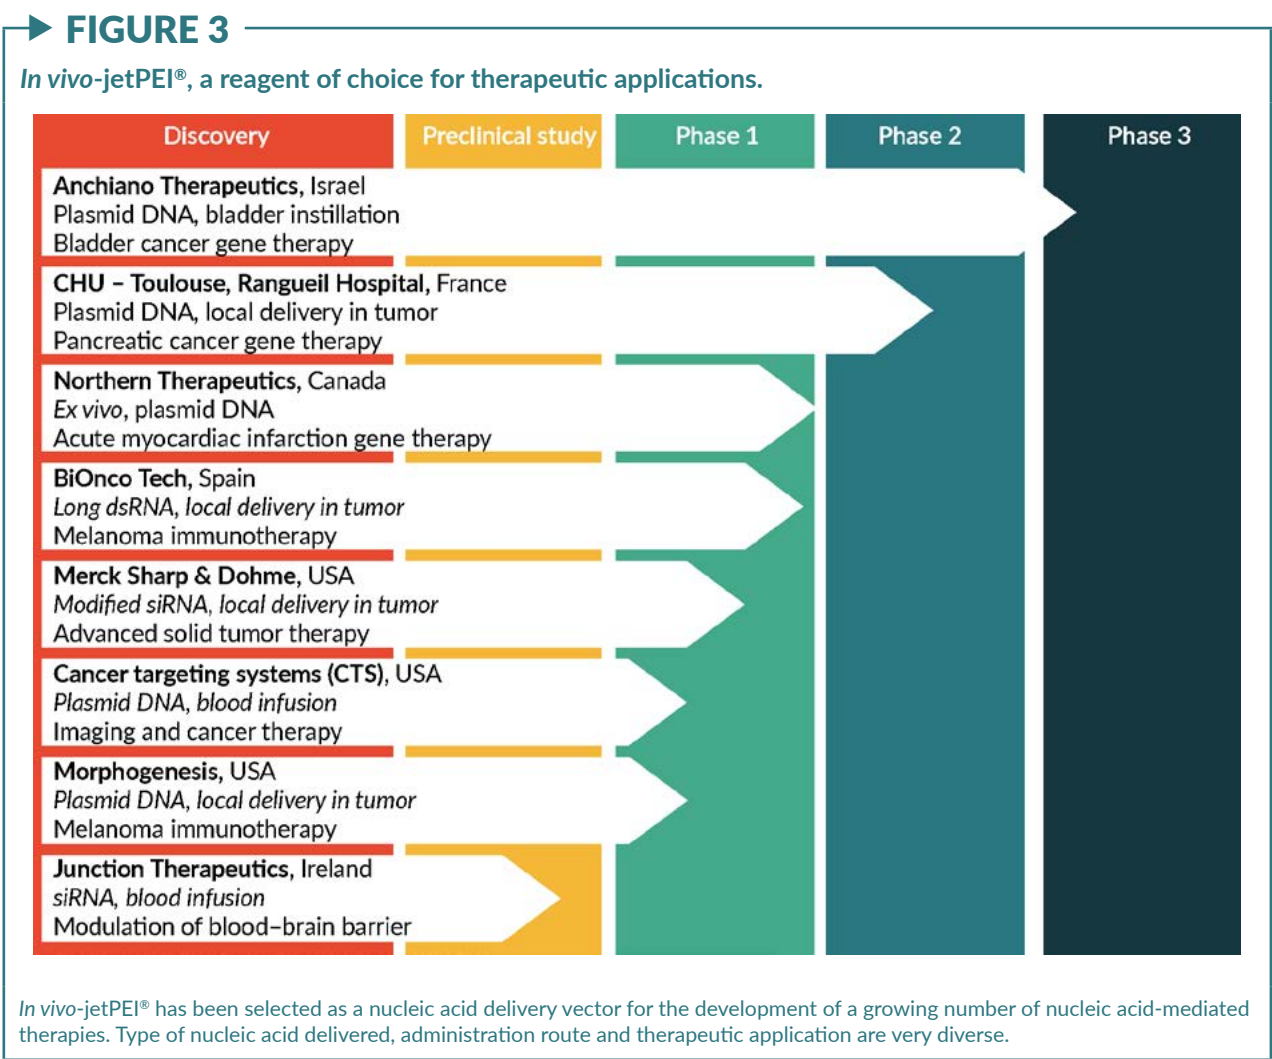 FIGURE 3
In vivo-jetPEI®, a reagent of choice for therapeutic applications.
Discovery
Preclinical study
Phase 1
Phase 2
Phase 3
Anchiano Therapeutics, Israel
Plasmid DNA, bladder instillation
Bladder cancer gene therapy
CHU – Toulouse, Rangueil Hospital, France
Plasmid DNA, local delivery in tumor
Pancreatic cancer gene therapy
Northern Therapeutics, Canada
Ex vivo, plasmid DNA
Acute myocardiac infarction gene therapy
BiOnco Tech, Spain
Long dsRNA, local delivery in tumor
Melanoma immunotherapy
Merck Sharp & Dohme, USA
Modified siRNA, local delivery in tumor
Advanced solid tumor therapy
Cancer targeting systems (CTS), USA
Plasmid DNA, blood infusion
Imaging and cancer therapy
Morphogenesis, USA
Plasmid DNA, local delivery in tumor
Melanoma immunotherapy
Junction Therapeutics, Ireland
siRNA, blood infusion
Modulation of blood–brain barrier
In vivo-jetPEI® has been selected as a nucleic acid delivery vector for the development of a growing number of nucleic acid-mediated
therapies. Type of nucleic acid delivered, administration route and therapeutic application are very diverse.